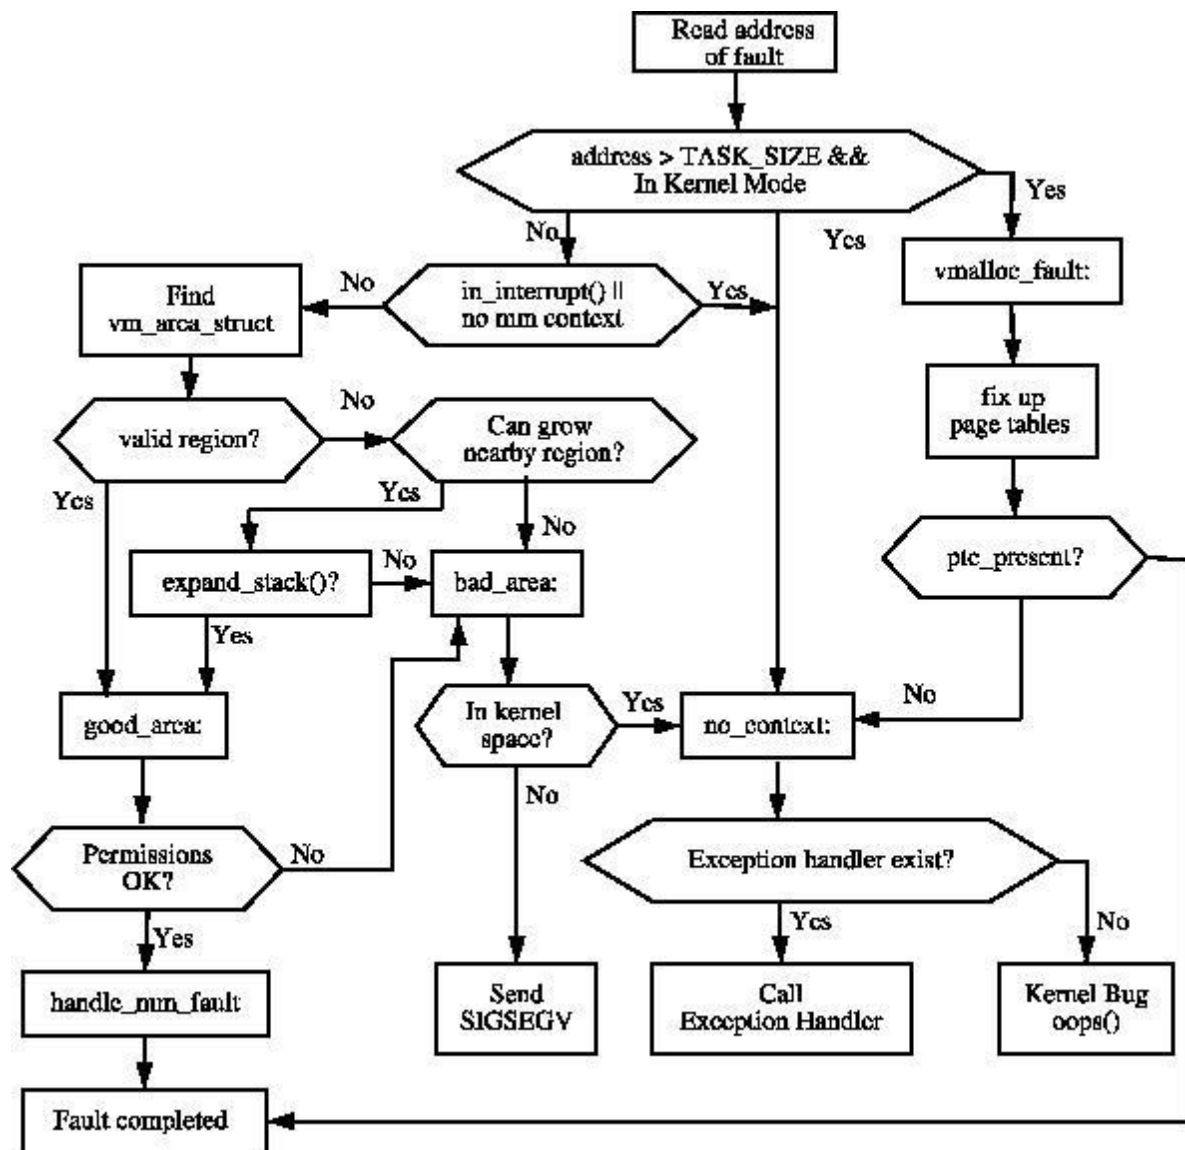 Read address
of fault
address > TASK_SIZE &&
In Kernel Mode
Yes
No
Yes
vmalloc_fault:
Find
vm_area_struct
No
in_interrupt() ||
no mm context
Yes
fix up
page tables
valid region?
No
Can grow
nearby region?
Yes
Yes
No
pte_present?
expand_stack()?
No
bad_area:
Yes
good_area:
In kernel
space?
Yes
no_context:
No
No
Permissions
OK?
No
Exception handler exist?
Yes
Yes
No
handle_mm_fault
Send
SIGSEGV
Call
Exception Handler
Kernel Bug
oops()
Fault completed